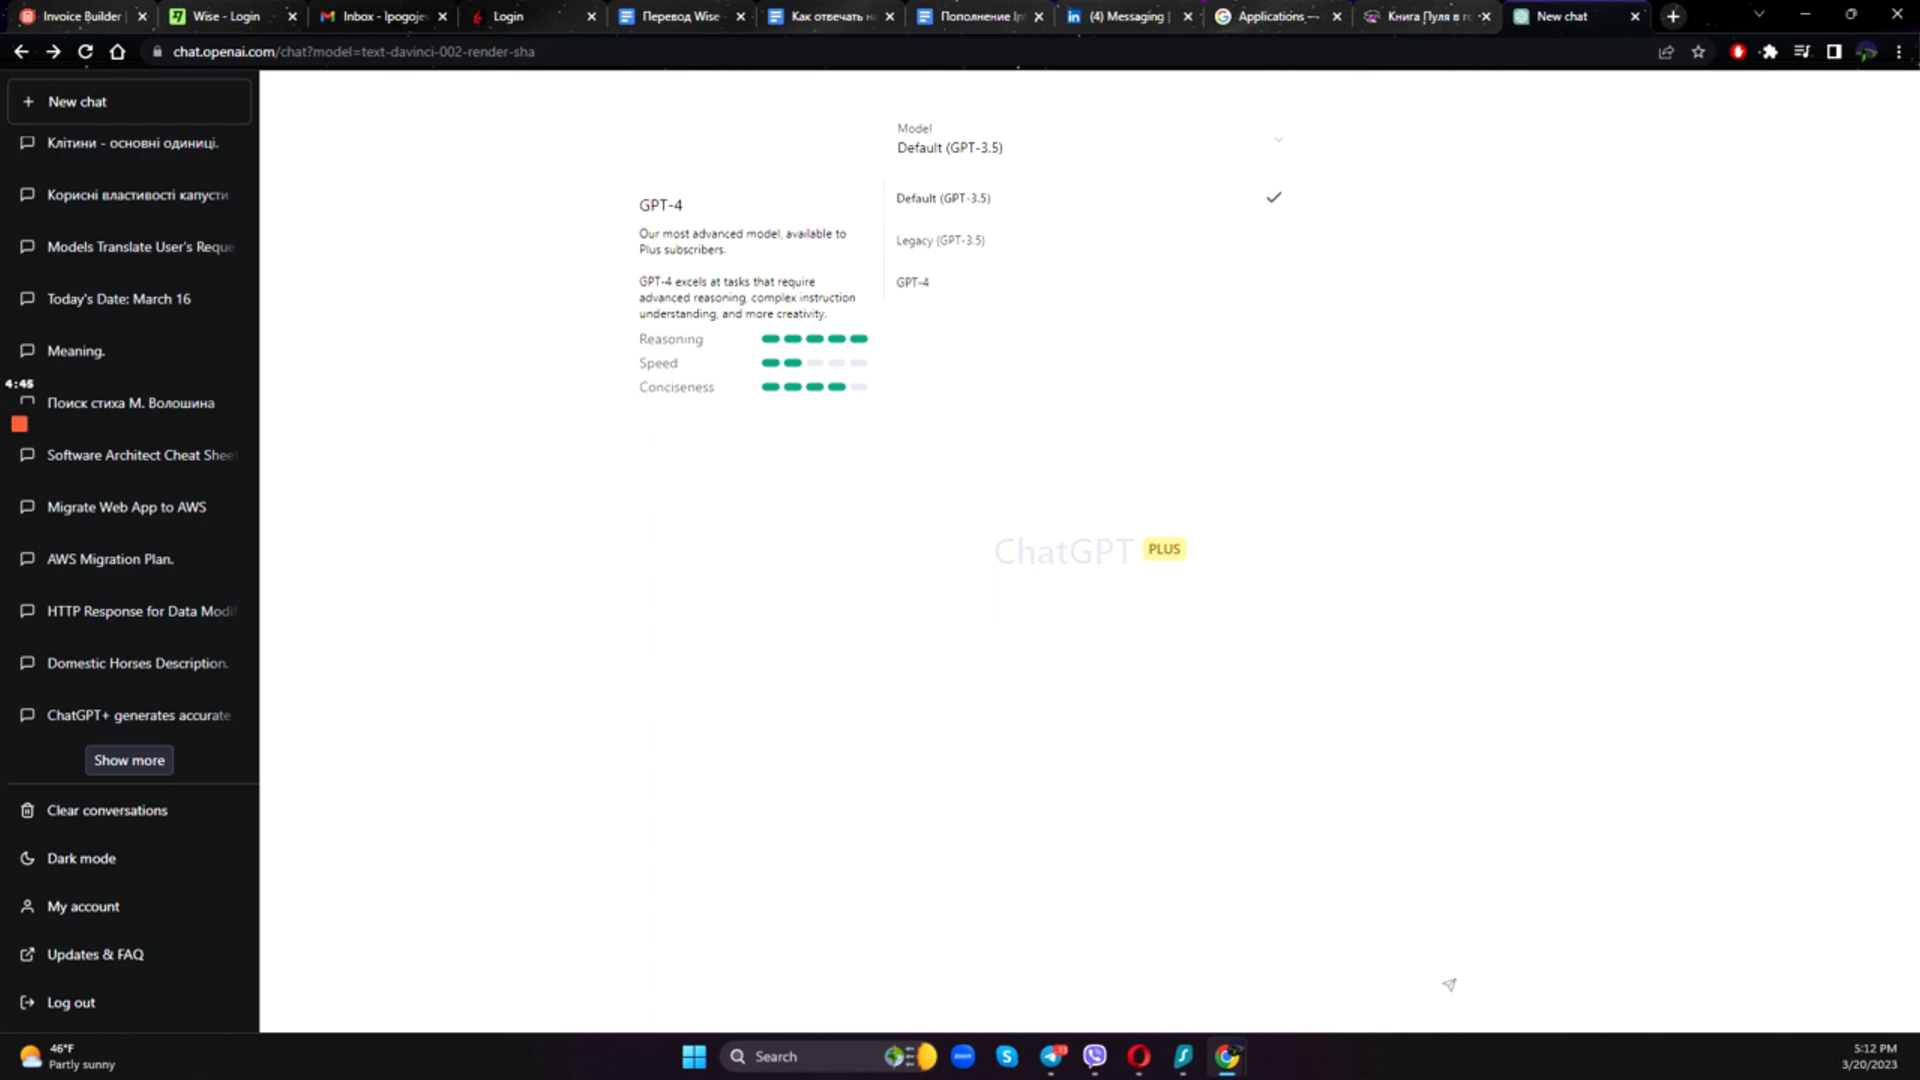 Invoice Builder
Wise - Login
Inbox - lpogoje
Login
Перевод Wise
Как отвечать н
Пополнение
(4) Messaging |
Applications —
Книга Пуля в го
New chat
chat.openai.com/chat?model=text-davinci-002-render-sha
New chat
Клітини - основні одиниці.
Корисні властивості капусти
Models Translate User's Reque
Today's Date: March 16
Meaning.
4:45
Поиск стиха М. Волошина
Software Architect Cheat Sheet
Migrate Web App to AWS
AWS Migration Plan.
HTTP Response for Data Modi
Domestic Horses Description.
ChatGPT+ generates accurate
Show more
Clear conversations
Dark mode
My account
Updates & FAQ
Log out
Model
Default (GPT-3.5)
Default (GPT-3.5)
Legacy (GPT-3.5)
GPT-4
GPT-4
Our most advanced model, available to
Plus subscribers.
GPT-4 excels at tasks that require
advanced reasoning, complex instruction
understanding, and more creativity.
Reasoning
Speed
Conciseness
ChatGPT PLUS
46°F
Partly sunny
Search
zoom
5:12 PM
3/20/2023